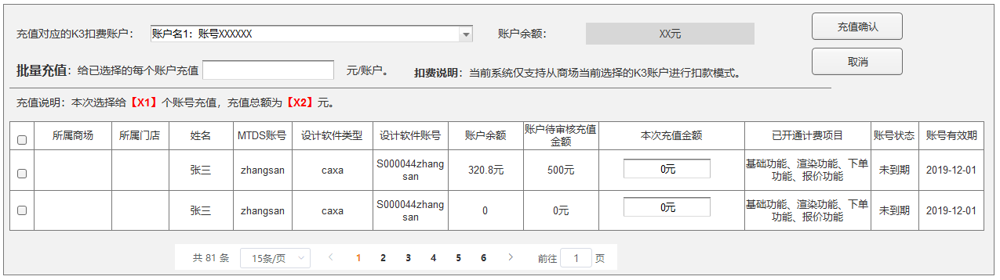 充值对应的K3扣费账户： 账户名1：账号XXXXXX 账户余额： XX元 充值确认
取消
批量充值：给已选择的每个账户充值 元/账户。 扣费说明：当前系统仅支持从商场当前选择的K3账户进行扣款模式。
充值说明：本次选择给【X1】个账号充值，充值总额为【X2】元。
所属商场 所属门店 姓名 MTDS账号 设计软件类型 设计软件账号 账户余额 账户待审核充值金额 本次充值金额 已开通计费项目 账号状态 账号有效期
张三 zhangsan caxa S000044zhangsan 320.8元 500元 0元 基础功能、渲染功能、下单功能、报价功能 未到期 2019-12-01
张三 zhangsan caxa S000044zhangsan 0 0元 0元 基础功能、渲染功能、下单功能、报价功能 未到期 2019-12-01
共 81 条 15条/页 1 2 3 4 5 6 前往 1 页